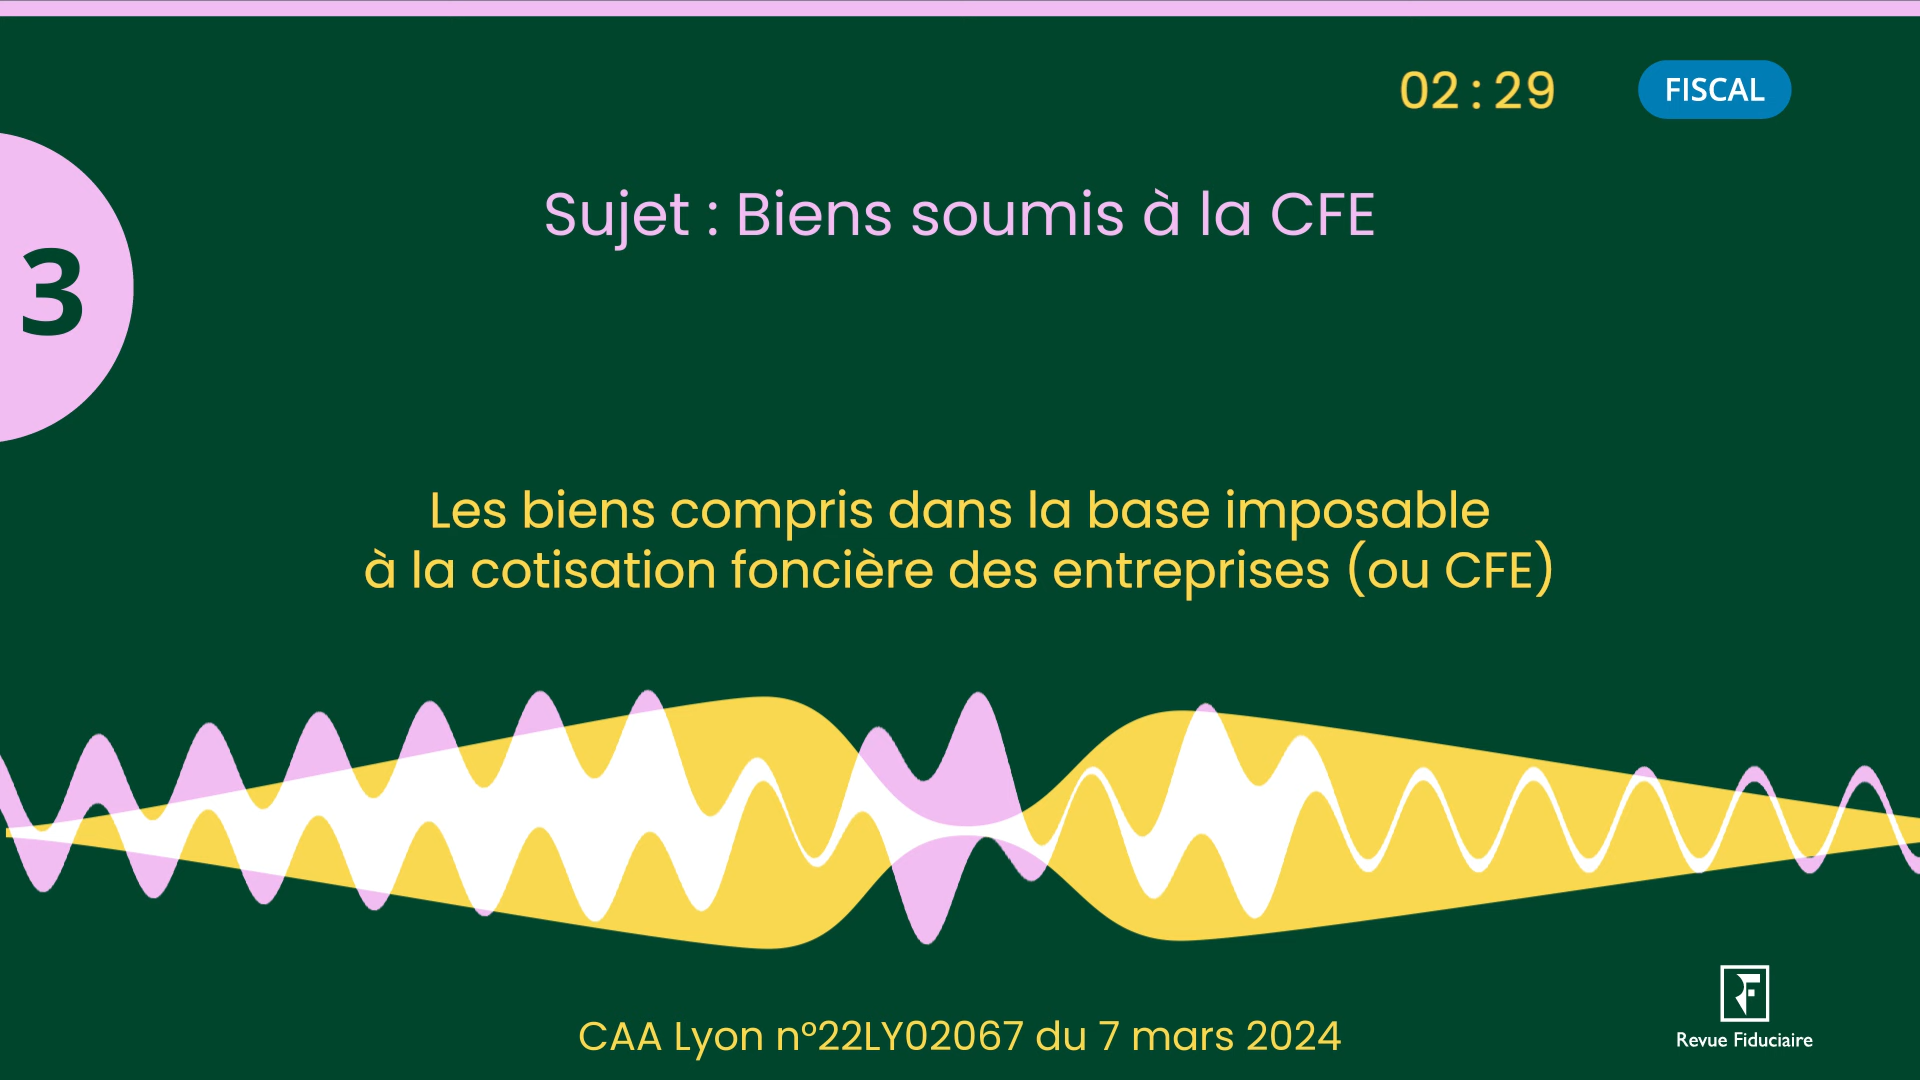 02:29
FISCAL
Sujet : Biens soumis à la CFE
3
Les biens compris dans la base imposable
à la cotisation foncière des entreprises (ou CFE)
CAA Lyon n°22LY02067 du 7 mars 2024
RF
Revue Fiduciaire